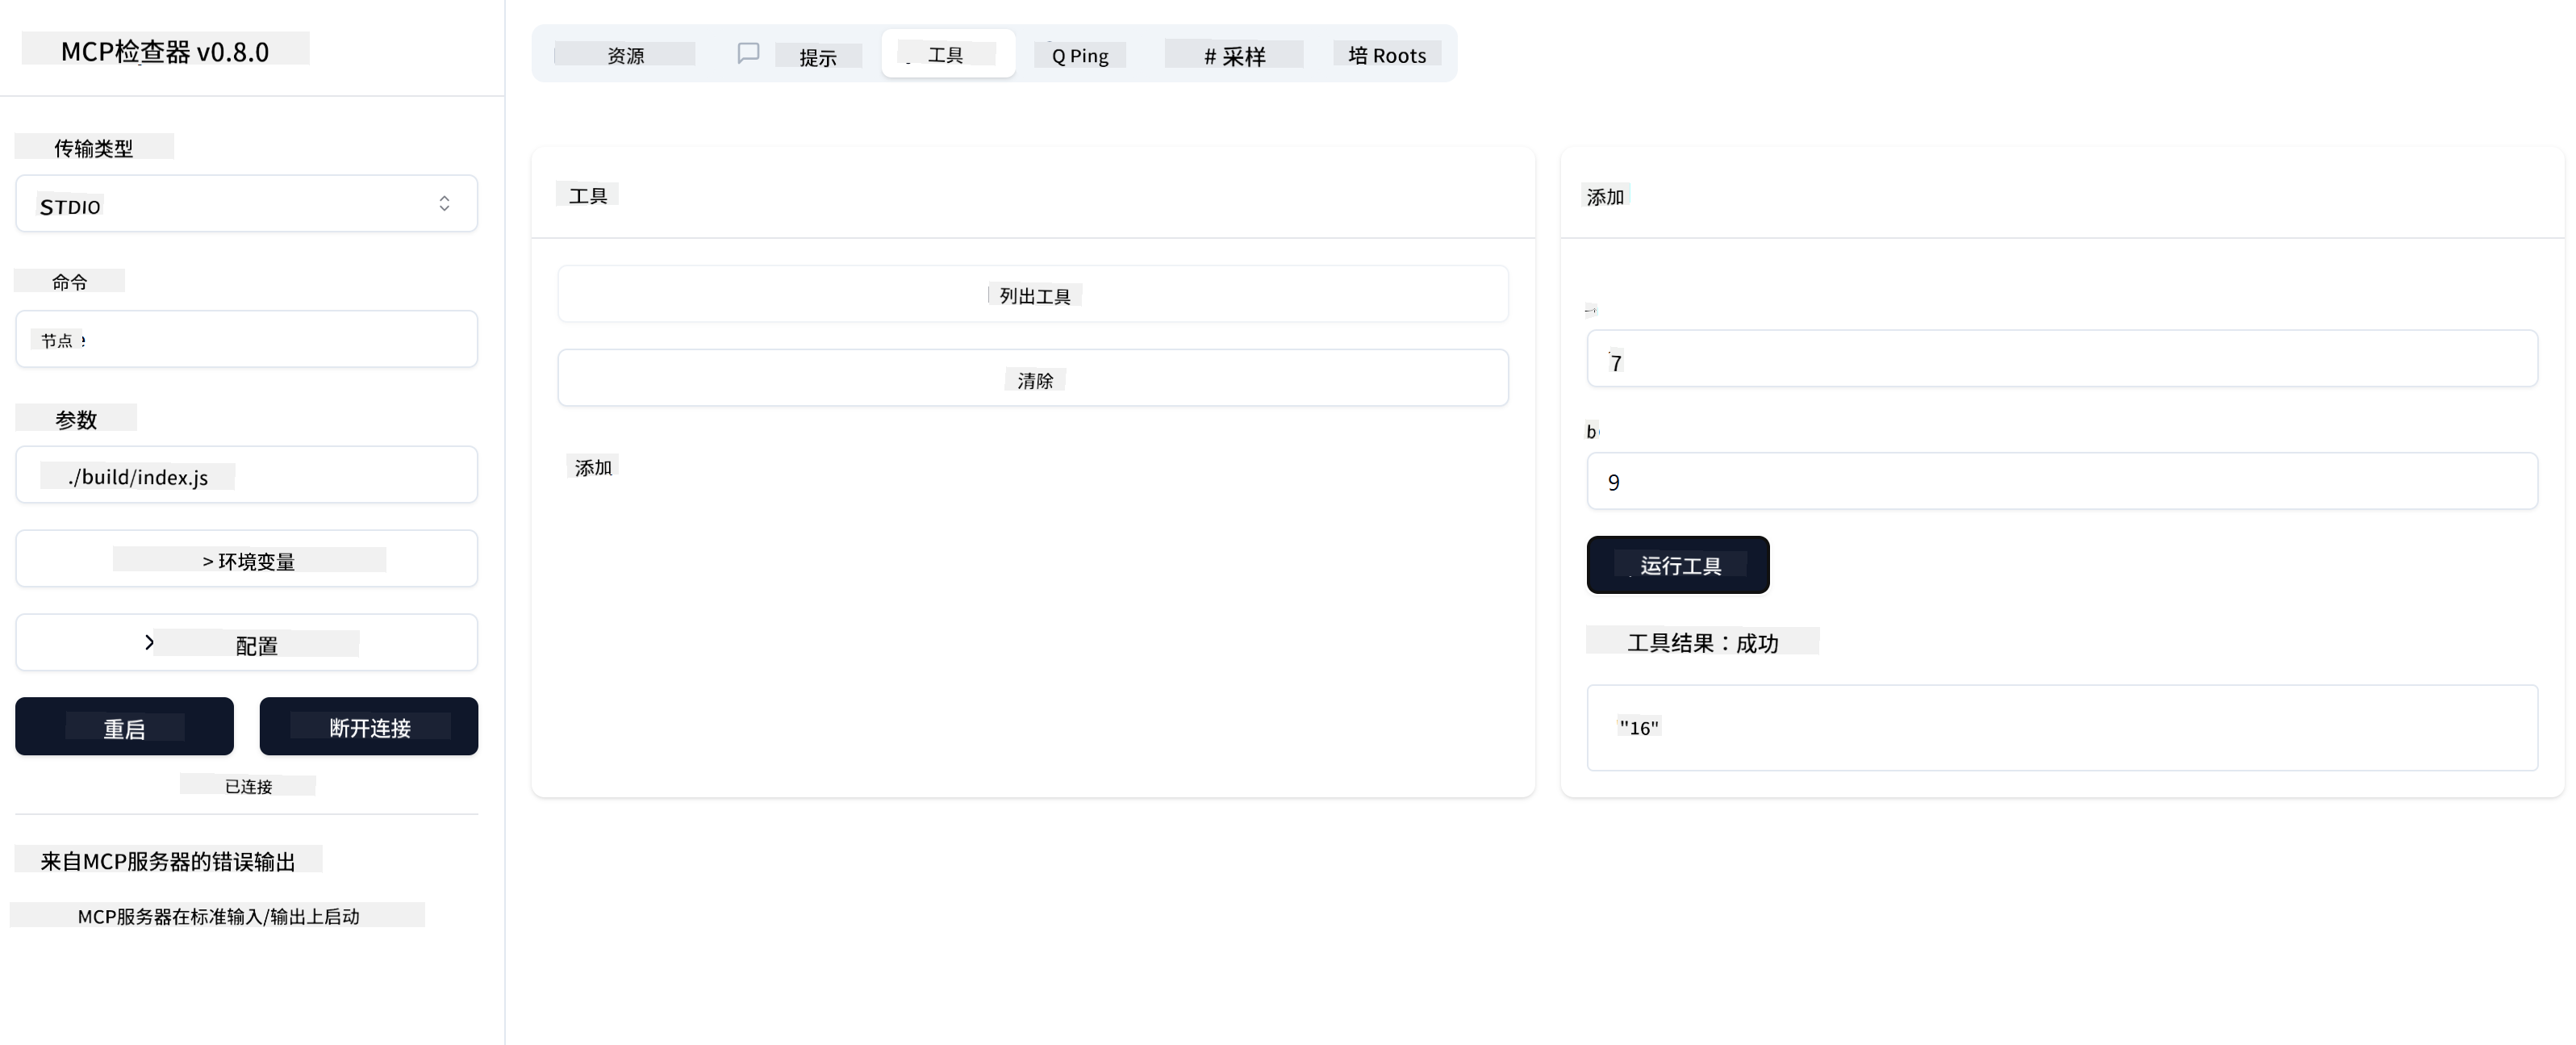 MCP检查器 v0.8.0
传输类型
STDIO
命令
节点
参数
./build/index.js
> 环境变量
配置
重启
断开连接
已连接
来自MCP服务器的错误输出
MCP服务器在标准输入/输出上启动
资源
提示
工具
Q Ping
# 采样
培 Roots
工具
列出工具
清除
添加
添加
7
b
9
运行工具
工具结果：成功
"16"